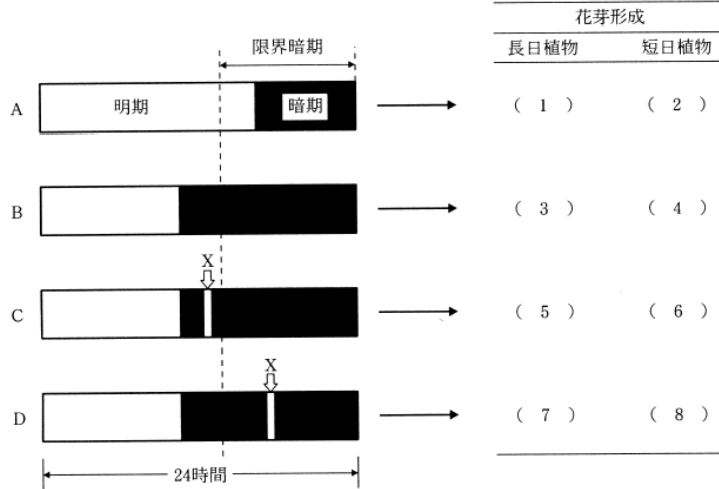 花芽形成
限界暗期
長日植物 短日植物
A 明期 暗期 ( 1 ) ( 2 )
B ( 3 ) ( 4 )
X
C ( 5 ) ( 6 )
X
D ( 7 ) ( 8 )
24時間